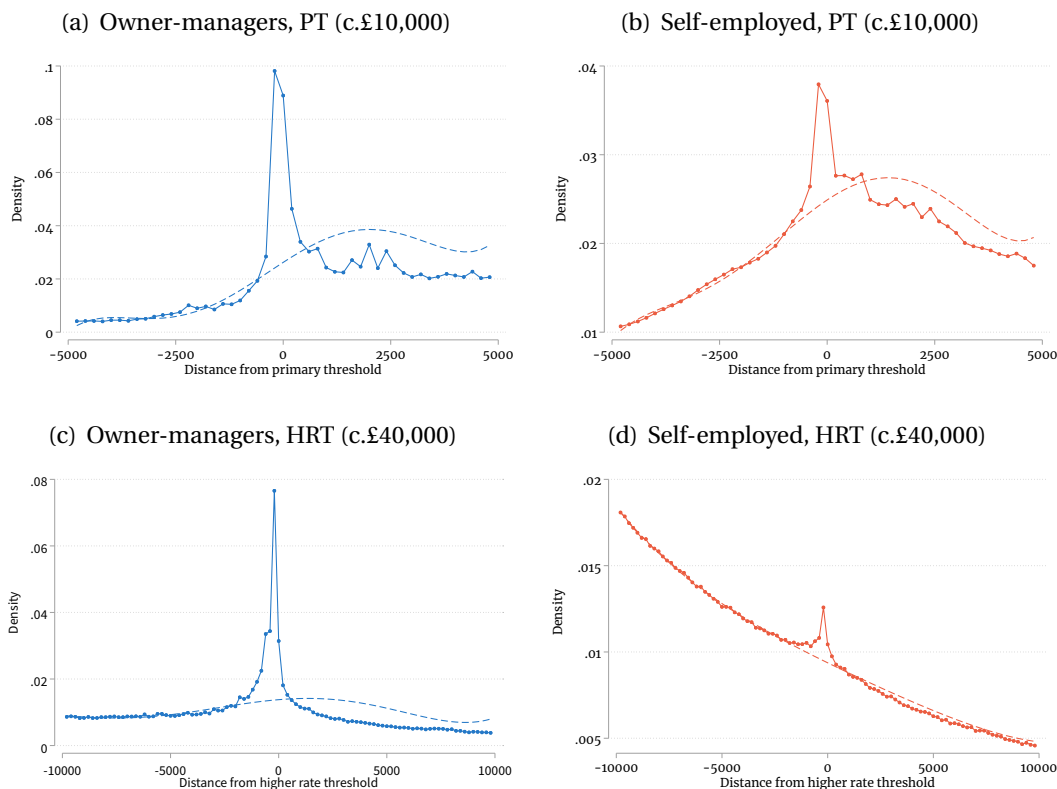 (a) Owner-managers, PT (c.£10,000)
.1
.08
.06
.04
.02
0
Density
-5000 -2500 0 2500 5000
Distance from primary threshold
(b) Self-employed, PT (c.£10,000)
.04
.03
.02
.01
Density
-5000 -2500 0 2500 5000
Distance from primary threshold
(c) Owner-managers, HRT (c.£40,000)
.08
.06
.04
.02
0
Density
-10000 -5000 0 5000 10000
Distance from higher rate threshold
(d) Self-employed, HRT (c.£40,000)
.02
.015
.01
.005
Density
-10000 -5000 0 5000 10000
Distance from higher rate threshold